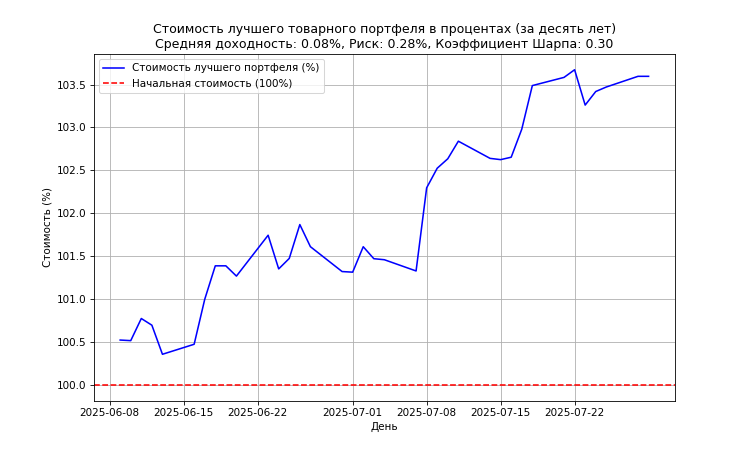 Стоимость лучшего товарного портфеля в процентах (за десять лет)
Средняя доходность: 0.08%, Риск: 0.28%, Коэффициент Шарпа: 0.30
Стоимость лучшего портфеля (%)
Начальная стоимость (100%)
Стоимость (%)
103.5
103.0
102.5
102.0
101.5
101.0
100.5
100.0
2025-06-08 2025-06-15 2025-06-22 2025-07-01 2025-07-08 2025-07-15 2025-07-22
День